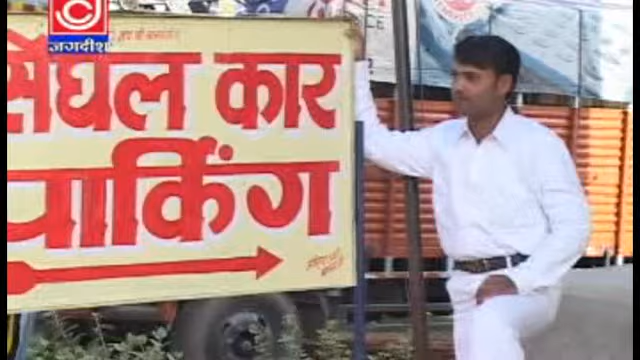 जगदीश
सिंघल कार
पार्किंग